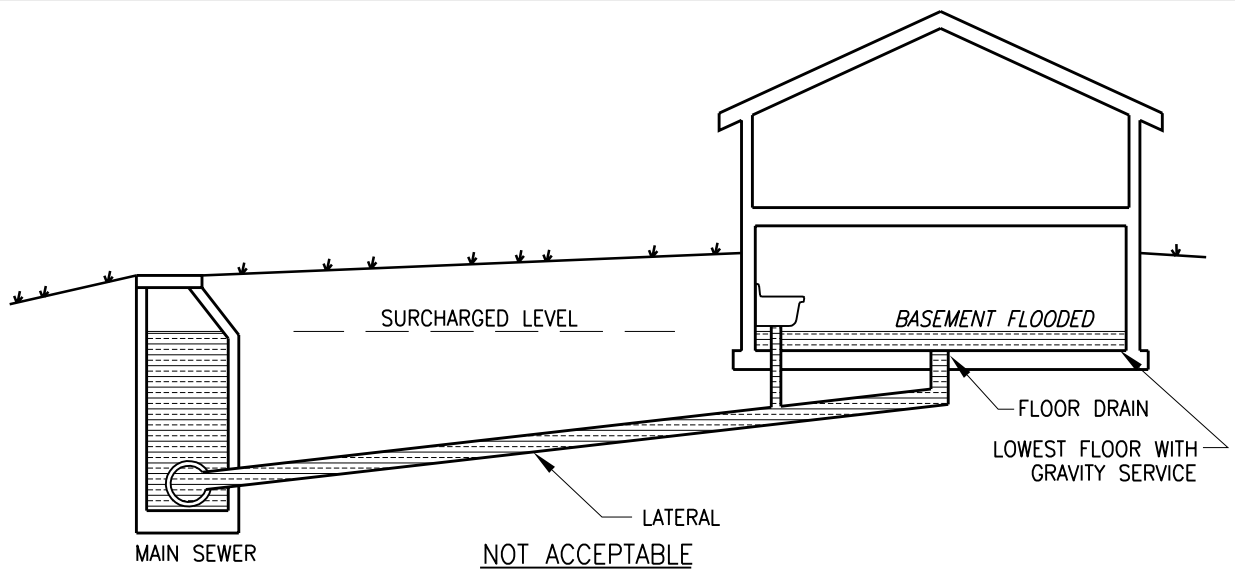 SURCHARGED LEVEL
BASEMENT FLOODED
FLOOR DRAIN
LOWEST FLOOR WITH
GRAVITY SERVICE
LATERAL
MAIN SEWER
NOT ACCEPTABLE